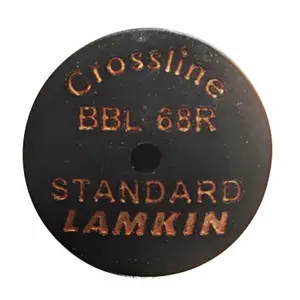 Crossline
BBL 68R
STANDARD
LAMKIN